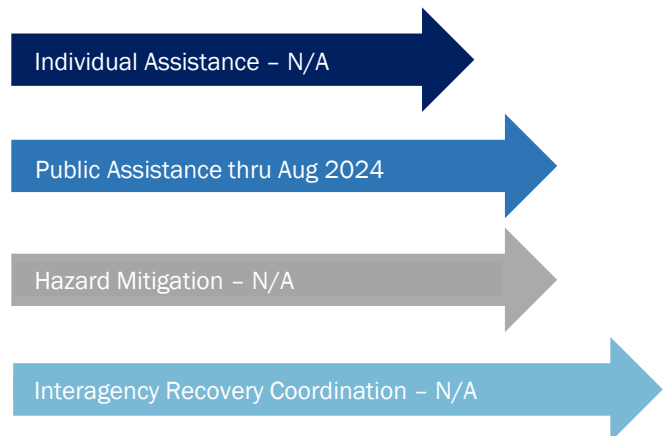 Individual Assistance – N/A
Public Assistance thru Aug 2024
Hazard Mitigation – N/A
Interagency Recovery Coordination – N/A